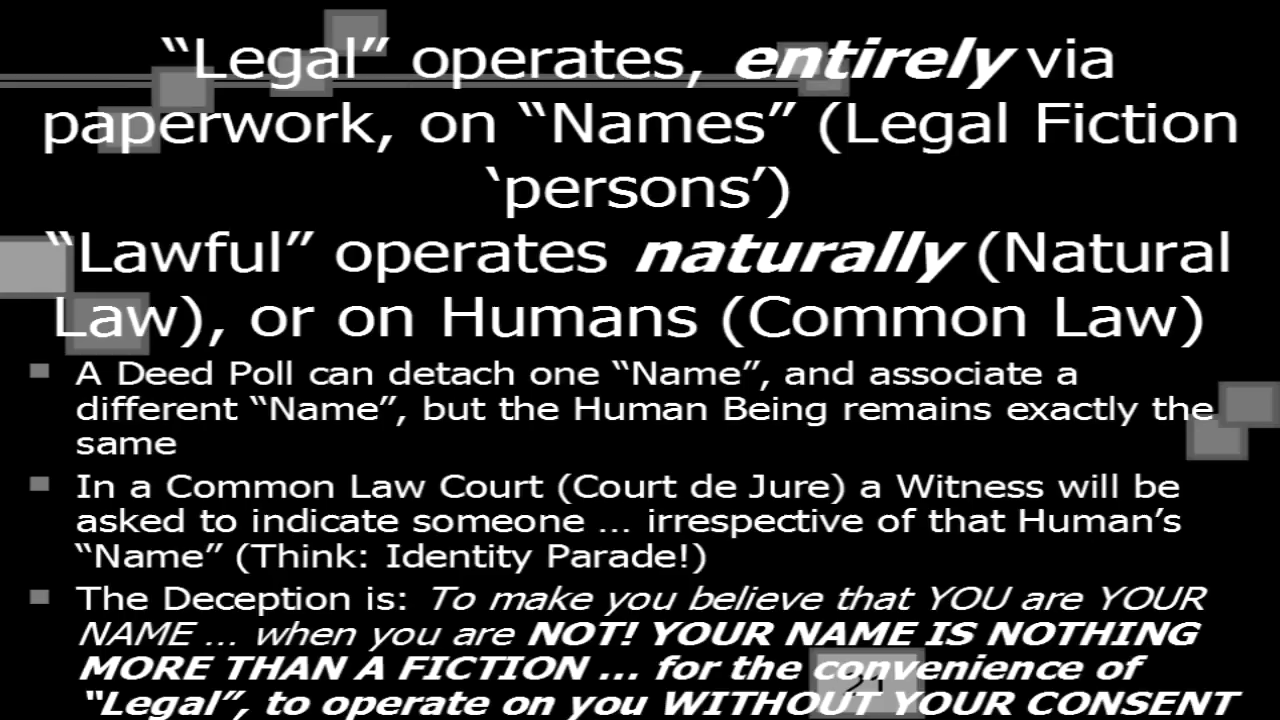 “Legal” operates, entirely via
paperwork, on “Names” (Legal Fiction
‘persons’)
“Lawful” operates naturally (Natural
Law), or on Humans (Common Law)
A Deed Poll can detach one “Name”, and associate a
different “Name”, but the Human Being remains exactly the
same
In a Common Law Court (Court de Jure) a Witness will be
asked to indicate someone … irrespective of that Human’s
“Name” (Think: Identity Parade!)
The Deception is: To make you believe that YOU are YOUR
NAME … when you are NOT! YOUR NAME IS NOTHING
MORE THAN A FICTION … for the convenience of
“Legal”, to operate on you WITHOUT YOUR CONSENT